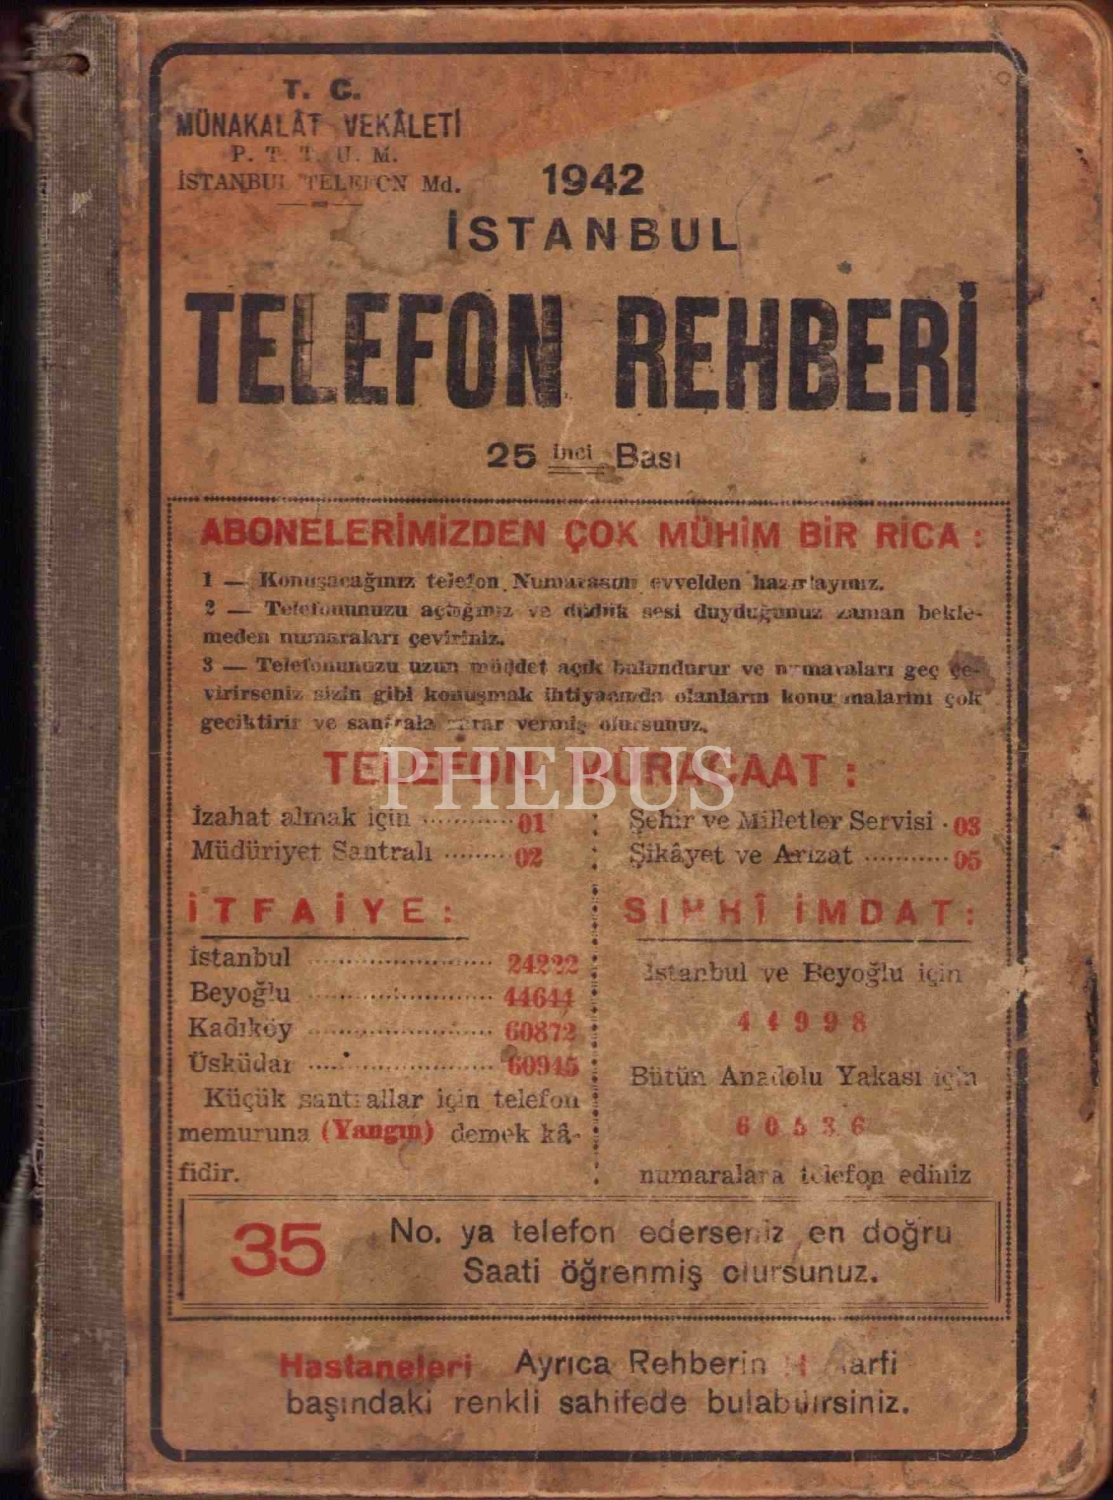 T. C.
MÜNAKALÂT VEKÂLETİ
P. T. T. U. M.
İSTANBUL TELEFON Md.
1942
İSTANBUL
TELEFON REHBERİ
25 inci Bası
ABONELERİMİZDEN ÇOK MÜHİM BİR RİCA :
1 — Konuşacağınız telefon Numarasını evvelden hazırlayınız.
2 — Telefonunuzu açtığınız ve düdük sesi duyduğunuz zaman bekle-
meden numaraları çeviriniz.
3 — Telefonunuzu uzun müddet açık bulundurur ve numaraları geç çe-
virirseniz sizin gibi konuşmak ihtiyacında olanların konuşmalarını çok
geciktirir ve santrala zarar vermiş olursunuz.
TELEFON MÜRACAAT :
PHEBUS
İzahat almak için ............ 01
Müdüriyet Santralı ........ 02
Şehir ve Milletler Servisi . 03
Şikâyet ve Arızat ........... 05
İTFAİYE:
İstanbul ........................ 24222
Beyoğlu ........................ 44644
Kadıköy ........................ 60872
Üsküdar ........................ 60945
Küçük santrallar için telefon
memuruna (Yangın) demek kâ-
fidir.
SIHHÎ İMDAT:
İstanbul ve Beyoğlu için
44998
Bütün Anadolu Yakası için
60536
numaralara telefon ediniz
35 No. ya telefon ederseniz en doğru
Saati öğrenmiş olursunuz.
Hastaneleri Ayrıca Rehberin H Harfi
başındaki renkli sahifede bulabilirsiniz.